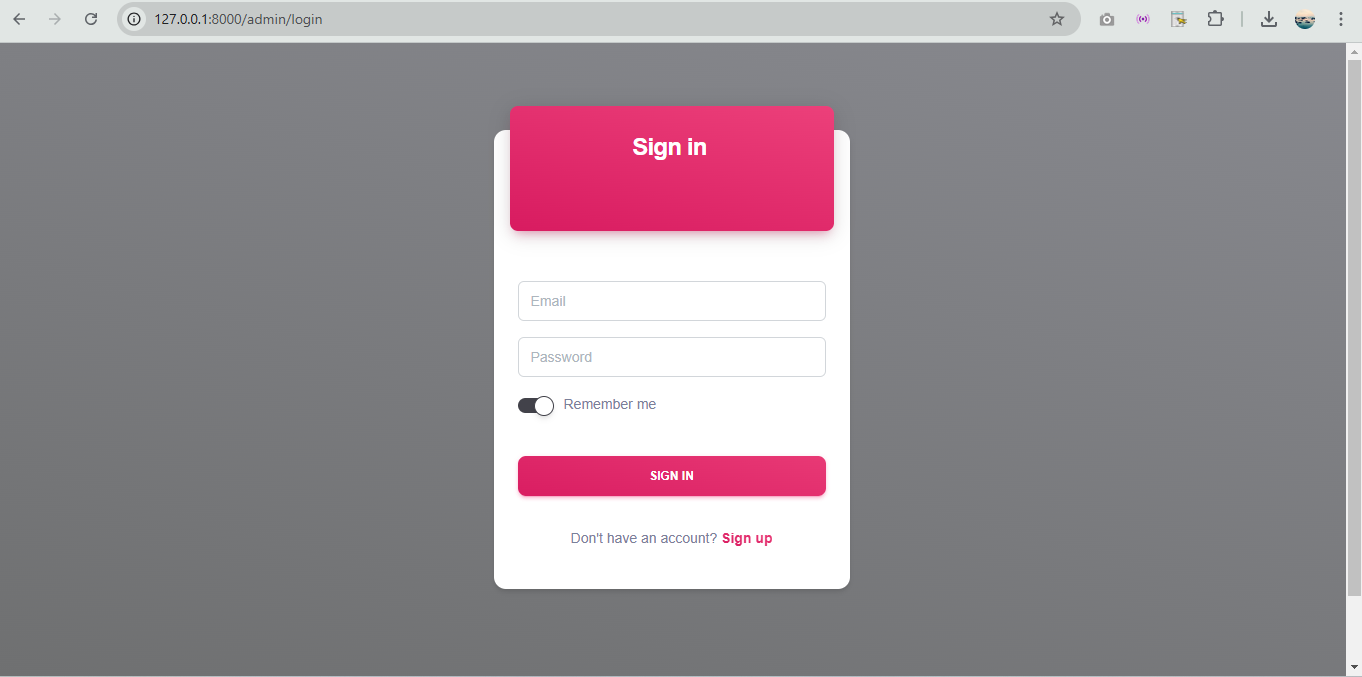 127.0.0.1:8000/admin/login
Sign in
Email
Password
Remember me
SIGN IN
Don't have an account? Sign up